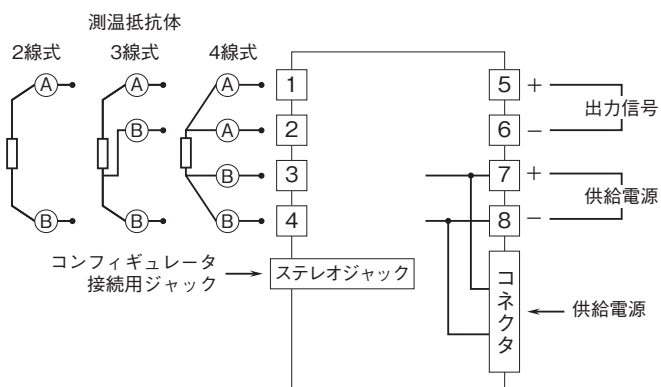 測温抵抗体
2線式 3線式 4線式
A A A 1 5 + 出力信号
B A 2 6 −
B 3 7 + 供給電源
B B B 4 8 −
コンフィギュレータ
接続用ジャック
ステレオジャック
コネクタ
供給電源